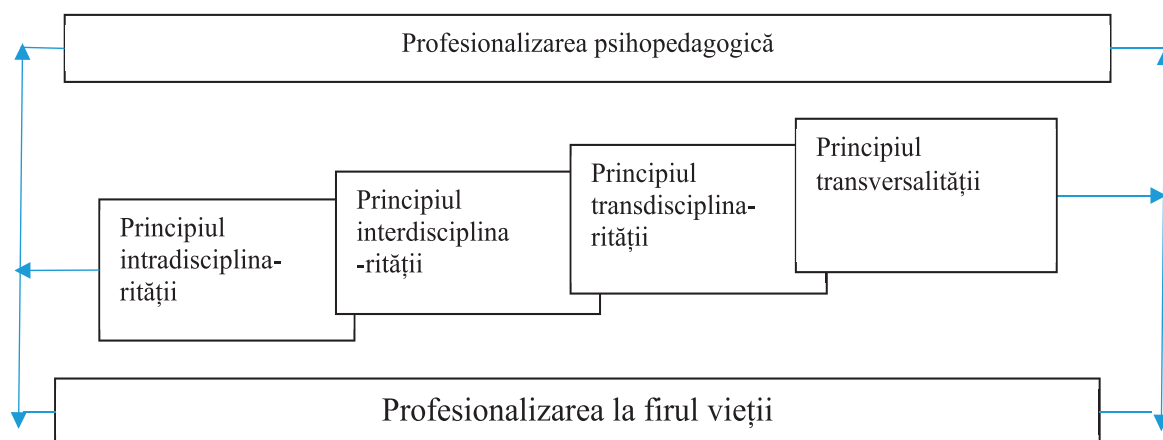 Profesionalizarea psihopedagogică
Principiul
intradisciplina-
rității
Principiul
interdisciplina
-rității
Principiul
transdisciplina-
rității
Principiul
transversalității
Profesionalizarea la firul vieții